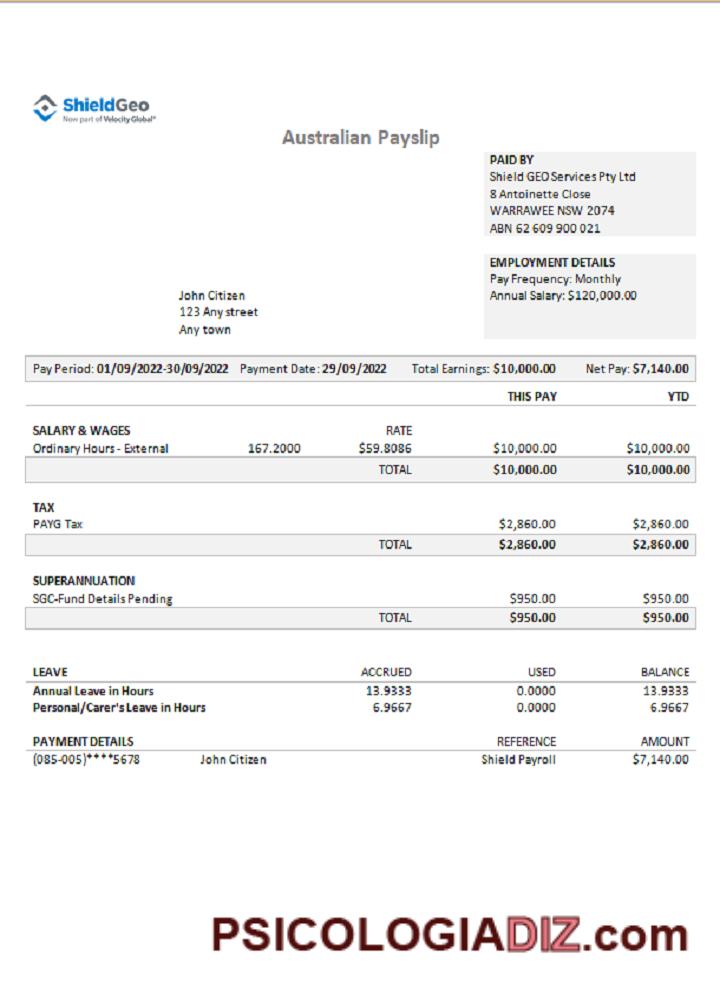 ShieldGeo
Now part of Velocity Global®
Australian Payslip
PAID BY
Shield GEO Services Pty Ltd
8 Antoinette Close
WARRAWEE NSW 2074
ABN 62 609 900 021
EMPLOYMENT DETAILS
Pay Frequency: Monthly
Annual Salary: $120,000.00
John Citizen
123 Any street
Any town
Pay Period: 01/09/2022-30/09/2022 Payment Date: 29/09/2022 Total Earnings: $10,000.00 Net Pay: $7,140.00
THIS PAY YTD
SALARY & WAGES RATE
Ordinary Hours - External 167.2000 $59.8086 $10,000.00 $10,000.00
TOTAL $10,000.00 $10,000.00
TAX
PAYG Tax $2,860.00 $2,860.00
TOTAL $2,860.00 $2,860.00
SUPERANNUATION
SGC-Fund Details Pending $950.00 $950.00
TOTAL $950.00 $950.00
LEAVE ACCRUED USED BALANCE
Annual Leave in Hours 13.9333 0.0000 13.9333
Personal/Carer's Leave in Hours 6.9667 0.0000 6.9667
PAYMENT DETAILS REFERENCE AMOUNT
(085-005)****5678 John Citizen Shield Payroll $7,140.00
PSICOLOGIADIZ.com